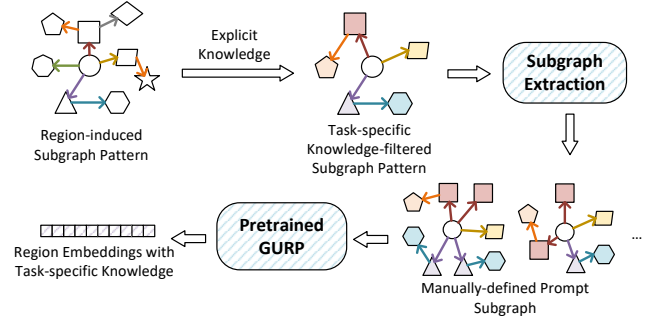 Explicit
Knowledge
Region-induced
Subgraph Pattern
Task-specific
Knowledge-filtered
Subgraph Pattern
Subgraph
Extraction
Region Embeddings with
Task-specific Knowledge
Pretrained
GURP
Manually-defined Prompt
Subgraph
...